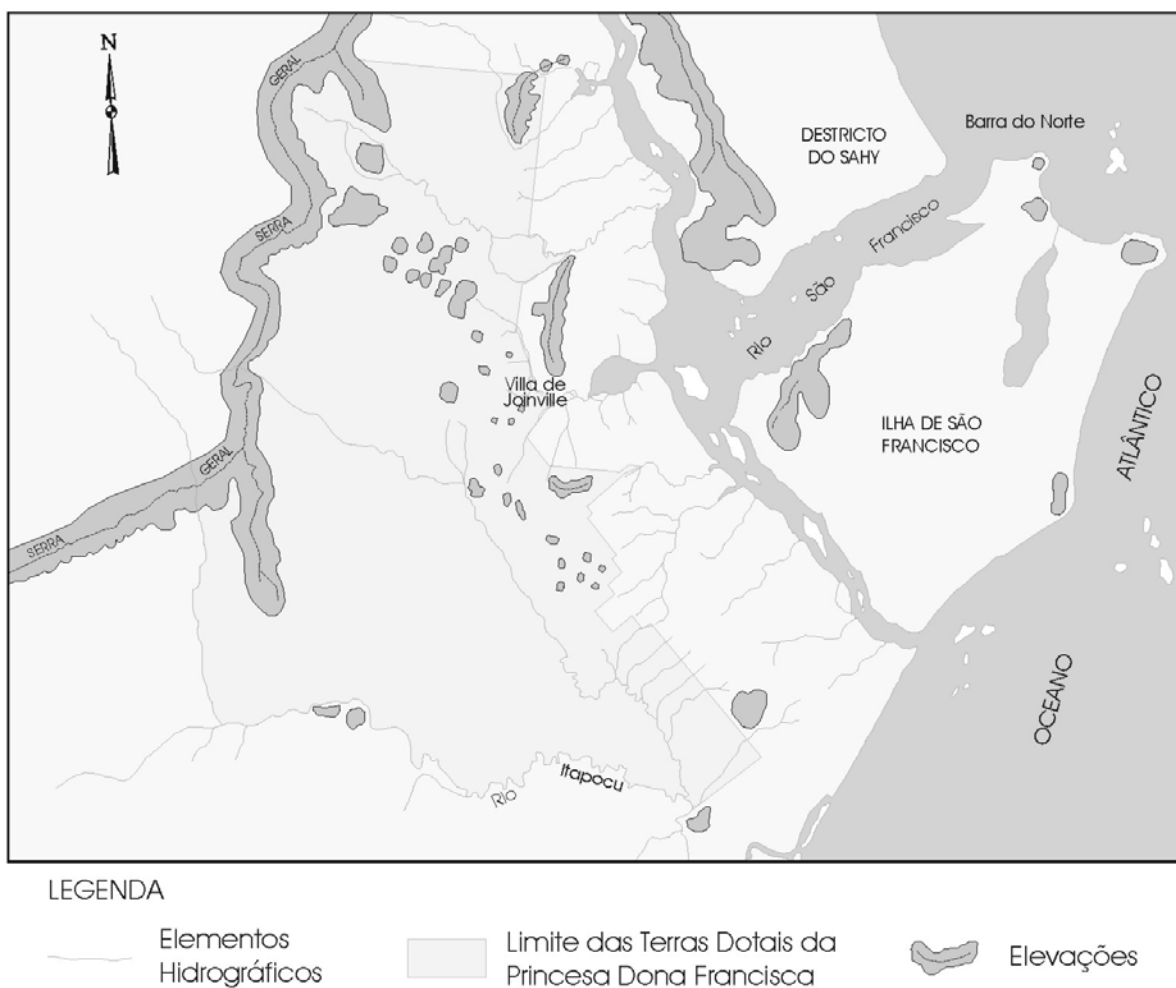 N
GERAL
SERRA
GERAL
SERRA
DESTRICTO
DO SAHY
Barra do Norte
Rio São Francisco
Villa de
Joinville
ILHA DE SÃO
FRANCISCO
OCEANO ATLÂNTICO
Rio Itapocu
LEGENDA
Elementos
Hidrográficos
Limite das Terras Dotais da
Princesa Dona Francisca
Elevações